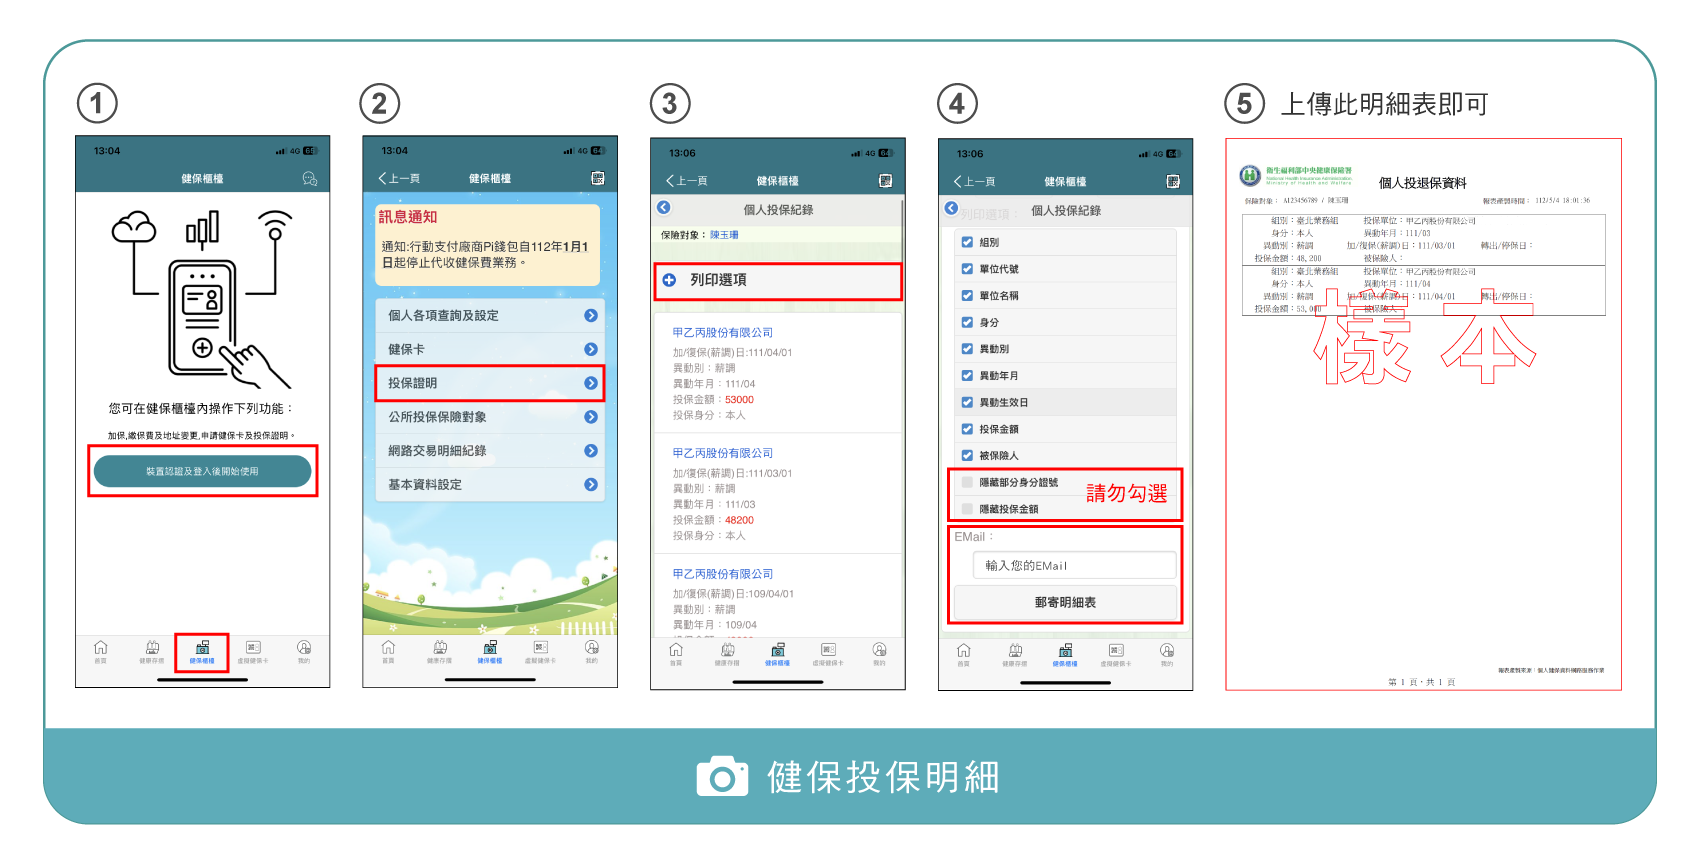 1
13:04
4G 65
健保櫃檯
您可在健保櫃檯內操作下列功能：
加保,繳保費及地址變更,申請健保卡及投保證明。
裝置認證及登入後開始使用
首頁 健康存摺 健保櫃檯 虛擬健保卡 我的
2
13:04
4G 64
上一頁 健保櫃檯
訊息通知
通知:行動支付廠商Pi錢包自112年1月1
日起停止代收健保費業務。
個人各項查詢及設定
健保卡
投保證明
公所投保保險對象
網路交易明細紀錄
基本資料設定
首頁 健康存摺 健保櫃檯 虛擬健保卡 我的
3
13:06
4G 64
上一頁 健保櫃檯
個人投保紀錄
保險對象：陳玉珊
列印選項
甲乙丙股份有限公司
加/復保(薪調)日:111/04/01
異動別：薪調
異動年月：111/04
投保金額：53000
投保身分：本人
甲乙丙股份有限公司
加/復保(薪調)日:111/03/01
異動別：薪調
異動年月：111/03
投保金額：48200
投保身分：本人
甲乙丙股份有限公司
加/復保(薪調)日:109/04/01
異動別：薪調
異動年月：109/04
首頁 健康存摺 健保櫃檯 虛擬健保卡 我的
4
13:06
4G 64
上一頁 健保櫃檯
列印選項：
個人投保紀錄
組別
單位代號
單位名稱
身分
異動別
異動年月
異動生效日
投保金額
被保險人
隱藏部分身分證號
隱藏投保金額
請勿勾選
EMail：
輸入您的EMail
郵寄明細表
首頁 健康存摺 健保櫃檯 虛擬健保卡 我的
5 上傳此明細表即可
衛生福利部中央健康保險署
National Health Insurance Administration
Ministry of Health and Welfare
個人投退保資料
保險對象： A123456789 / 陳玉珊 報表產製時間： 112/5/4 18:01:36
組別：臺北業務組 投保單位：甲乙丙股份有限公司
身分：本人 異動年月：111/03
異動別：薪調 加/復保(薪調)日：111/03/01 轉出/停保日：
投保金額：48,200 被保險人：
組別：臺北業務組 投保單位：甲乙丙股份有限公司
身分：本人 異動年月：111/04
異動別：薪調 加/復保(薪調)日：111/04/01 轉出/停保日：
投保金額：53,000 被保險人：
樣本
報表產製來源：個人健保資料網路服務作業
第 1 頁，共 1 頁
健保投保明細